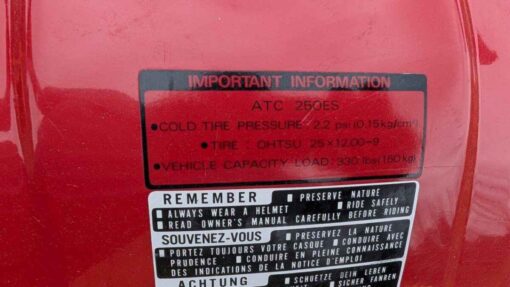 IMPORTANT INFORMATION
ATC 250ES
•COLD TIRE PRESSURE: 2.2 psi (0.15 kg/cm²)
•TIRE: OHTSU 25×12.00-9
•VEHICLE CAPACITY LOAD: 330 lbs (150 kg)
REMEMBER ■ PRESERVE NATURE
■ ALWAYS WEAR A HELMET ■ RIDE SAFELY
■ READ OWNER'S MANUAL CAREFULLY BEFORE RIDING
SOUVENEZ-VOUS ■ PRESERVEZ LA NATURE
■ PORTEZ TOUJOURS VOTRE CASQUE ■ CONDUIRE AVEC
PRUDENCE ■ CONDUIRE EN PLEINE CONNAISSANCE
DES INDICATIONS DE LA NOTICE D'EMPLOI
ACHTUNG ■ SCHUETZE DEIN LEBEN
■ SICHER FAHREN